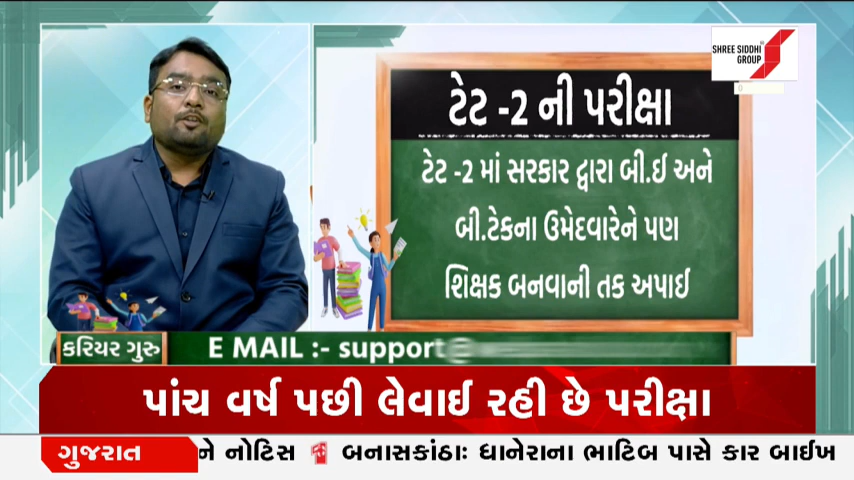 SHREE SIDDHI
GROUP
ટેટ -2 ની પરીક્ષા
ટેટ -2 માં સરકાર દ્વારા બી.ઇ અને
બી.ટેકના ઉમેદવારેને પણ
શિક્ષક બનવાની તક અપાઈ
કરિયર ગુરુ
E MAIL :- support
પાંચ વર્ષ પછી લેવાઈ રહી છે પરીક્ષા
ગુજરાત
ને નોટિસ
બનાસકાંઠાઃ ધાનેરાના ભાટિબ પાસે કાર બાઈખ